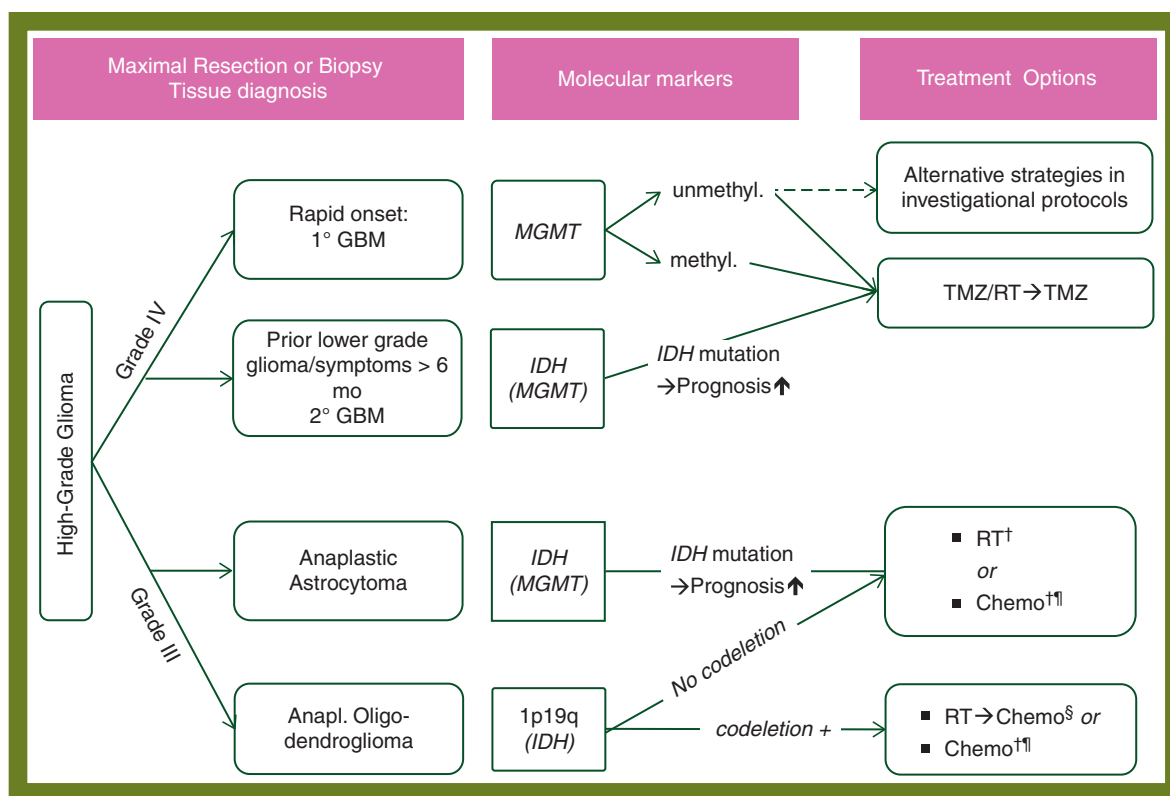 Maximal Resection or Biopsy
Tissue diagnosis
Molecular markers
Treatment Options
High-Grade Glioma
Grade IV
Grade III
Rapid onset:
1° GBM
MGMT
unmethyl.
methyl.
Alternative strategies in
investigational protocols
TMZ/RT→TMZ
Prior lower grade
glioma/symptoms > 6
mo
2° GBM
IDH
(MGMT)
IDH mutation
→Prognosis↑
Anaplastic
Astrocytoma
IDH
(MGMT)
IDH mutation
→Prognosis↑
▪ RT†
or
▪ Chemo†¶
No codeletion
Anapl. Oligo-
dendroglioma
1p19q
(IDH)
codeletion +
▪ RT→Chemo§ or
▪ Chemo†¶